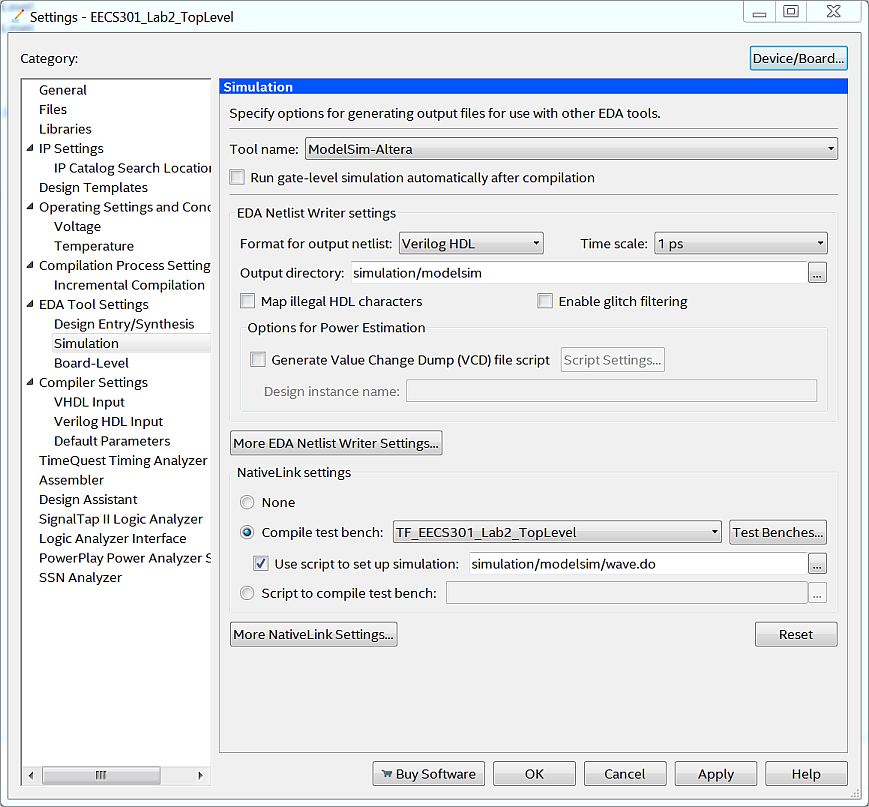 Settings - EECS301_Lab2_TopLevel
Category:
Device/Board...
General
Files
Libraries
IP Settings
IP Catalog Search Location
Design Templates
Operating Settings and Conc
Voltage
Temperature
Compilation Process Setting
Incremental Compilation
EDA Tool Settings
Design Entry/Synthesis
Simulation
Board-Level
Compiler Settings
VHDL Input
Verilog HDL Input
Default Parameters
TimeQuest Timing Analyzer
Assembler
Design Assistant
SignalTap II Logic Analyzer
Logic Analyzer Interface
PowerPlay Power Analyzer S
SSN Analyzer
Simulation
Specify options for generating output files for use with other EDA tools.
Tool name: ModelSim-Altera
Run gate-level simulation automatically after compilation
EDA Netlist Writer settings
Format for output netlist: Verilog HDL Time scale: 1 ps
Output directory: simulation/modelsim ...
Map illegal HDL characters Enable glitch filtering
Options for Power Estimation
Generate Value Change Dump (VCD) file script Script Settings...
Design instance name:
More EDA Netlist Writer Settings...
NativeLink settings
None
Compile test bench: TF_EECS301_Lab2_TopLevel Test Benches...
Use script to set up simulation: simulation/modelsim/wave.do ...
Script to compile test bench: ...
More NativeLink Settings... Reset
Buy Software OK Cancel Apply Help